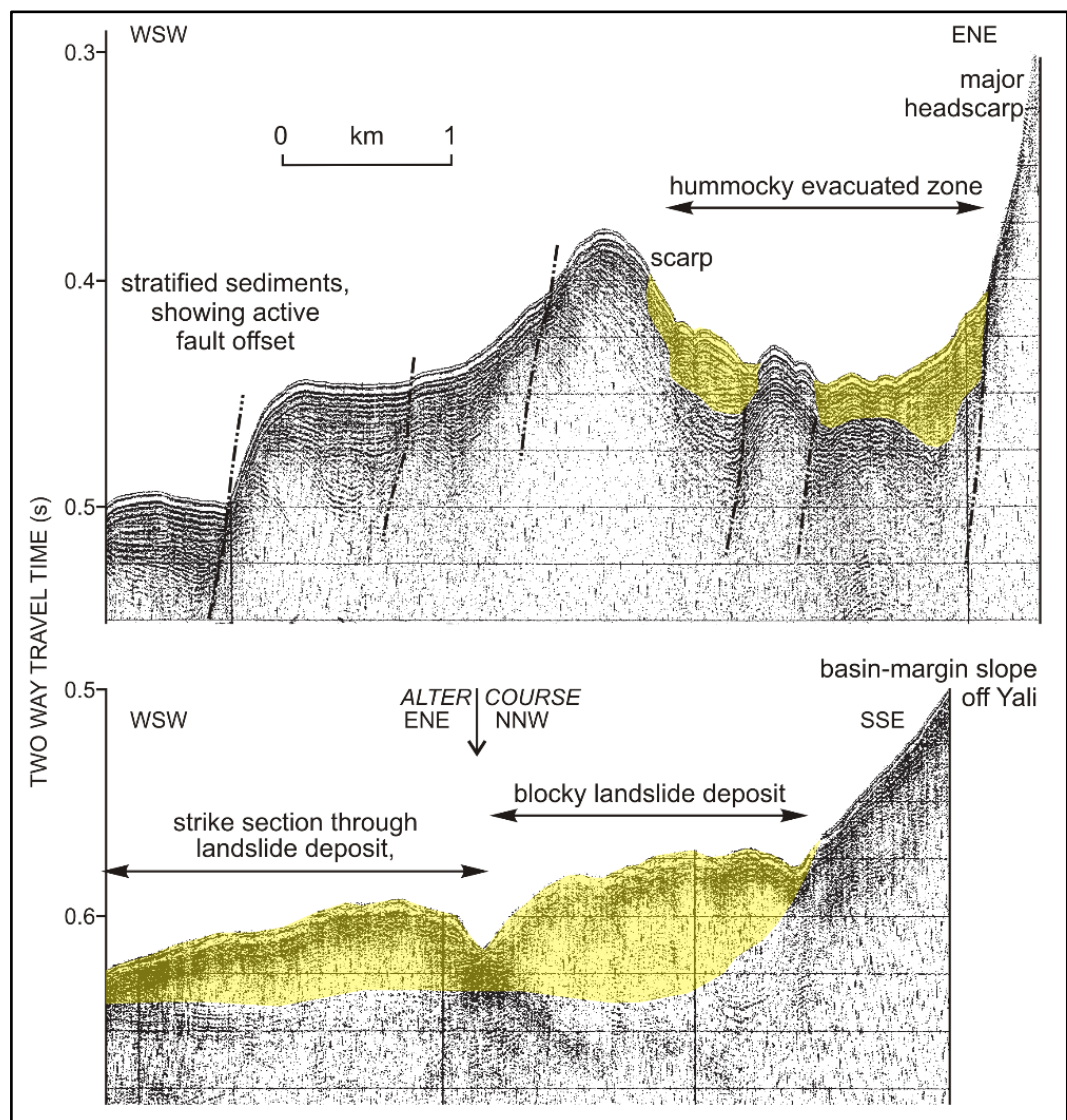 WSW
ENE
0.3
major
headscarp
0 km 1
hummocky evacuated zone
scarp
0.4
stratified sediments,
showing active
fault offset
0.5
TWO WAY TRAVEL TIME (s)
basin-margin slope
off Yali
0.5
ALTER COURSE
WSW
ENE
NNW
SSE
blocky landslide deposit
strike section through
landslide deposit,
0.6